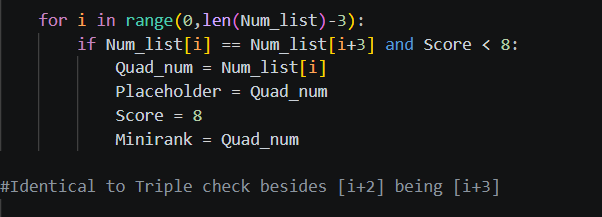 for i in range(0,len(Num_list)-3):
if Num_list[i] == Num_list[i+3] and Score < 8:
Quad_num = Num_list[i]
Placeholder = Quad_num
Score = 8
Minirank = Quad_num
#Identical to Triple check besides [i+2] being [i+3]